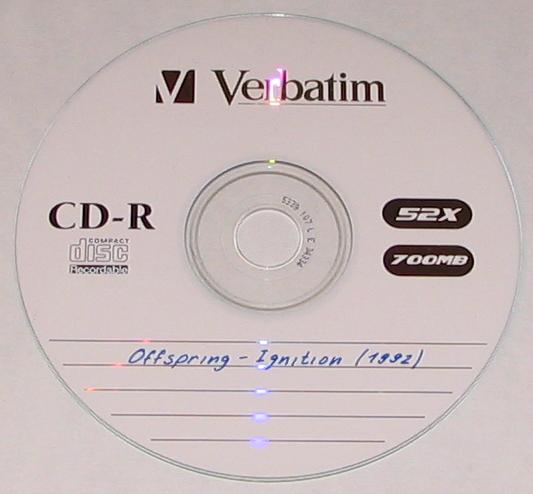 Verbatim
CD-R
COMPACT
disc
Recordable
52X
700MB
Offspring - Ignition (1992)